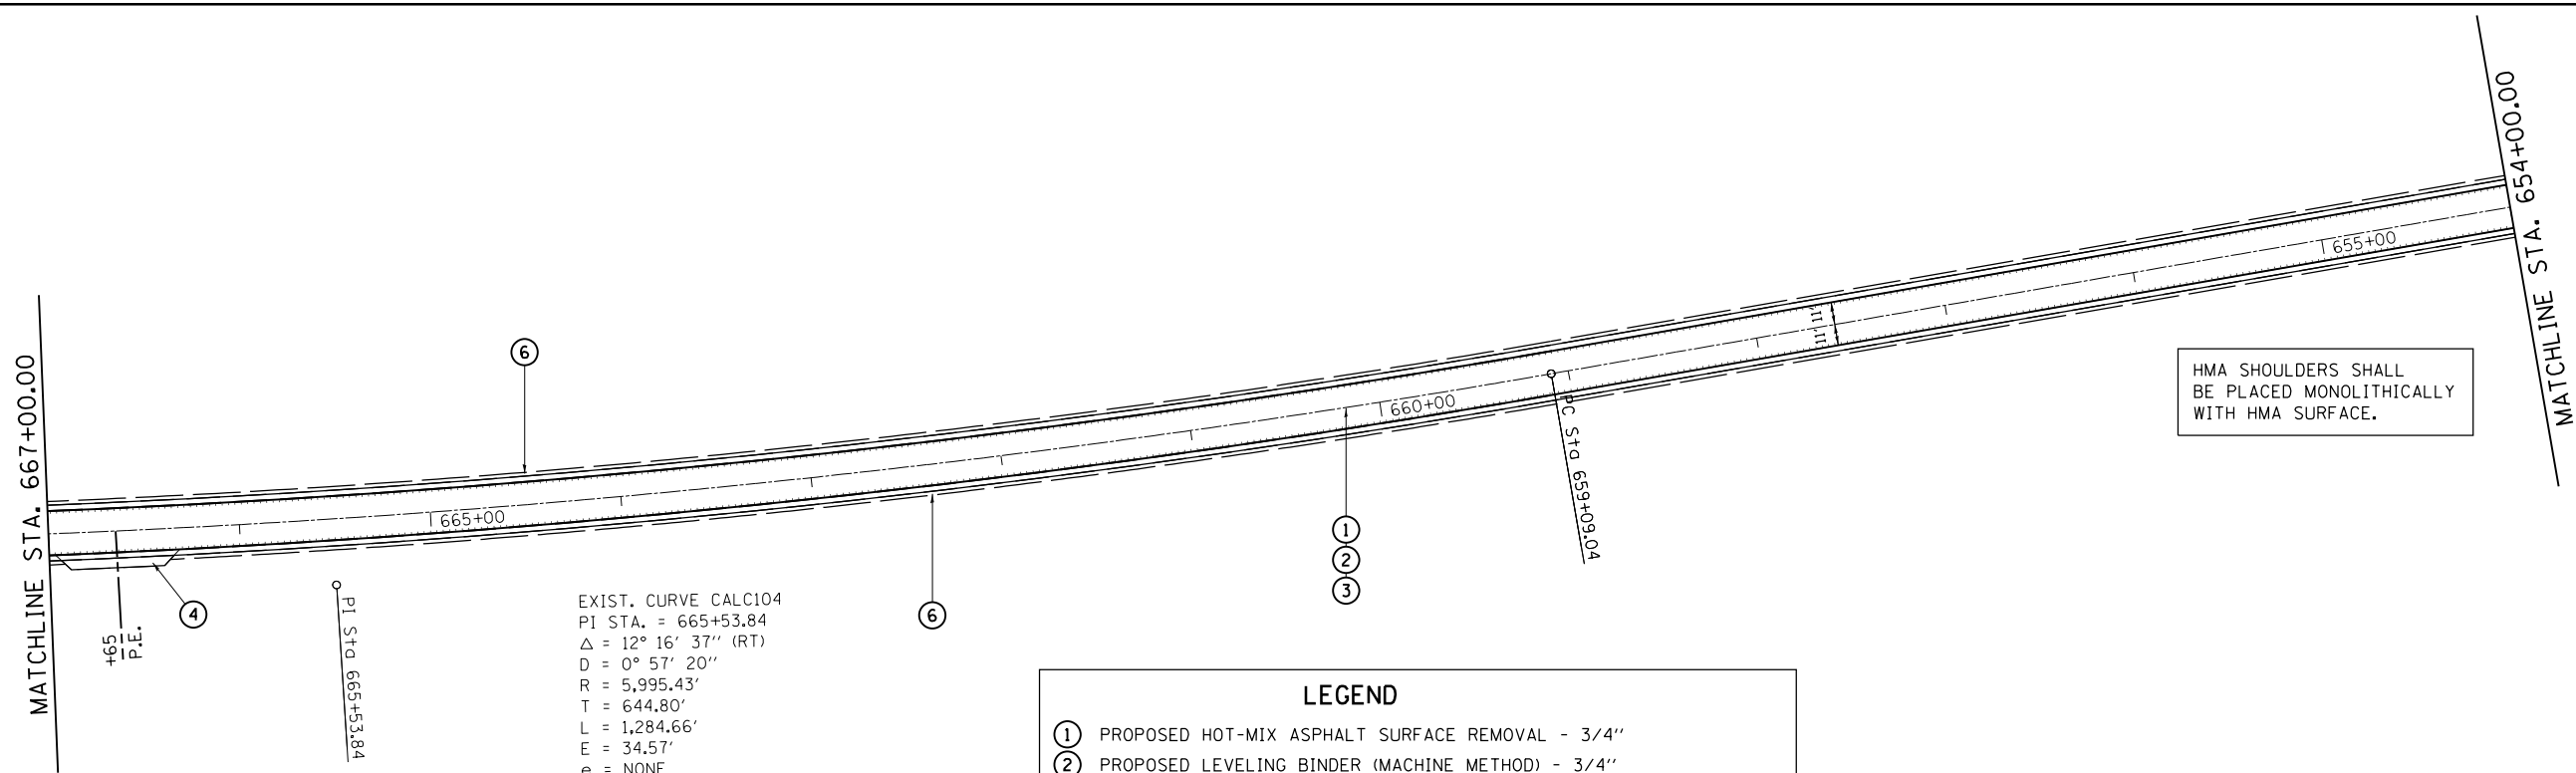 MATCHLINE STA. 667+00.00
MATCHLINE STA. 654+00.00
6
655+00
11'
11'
HMA SHOULDERS SHALL
BE PLACED MONOLITHICALLY
WITH HMA SURFACE.
660+00
PC Sta 659+09.04
665+00
1
2
3
4
6
+65
P.E.
PI Sta 665+53.84
EXIST. CURVE CALC104
PI STA. = 665+53.84
△ = 12° 16' 37'' (RT)
D = 0° 57' 20''
R = 5,995.43'
T = 644.80'
L = 1,284.66'
E = 34.57'
e = NONE
LEGEND
1 PROPOSED HOT-MIX ASPHALT SURFACE REMOVAL - 3/4''
2 PROPOSED LEVELING BINDER (MACHINE METHOD) - 3/4''